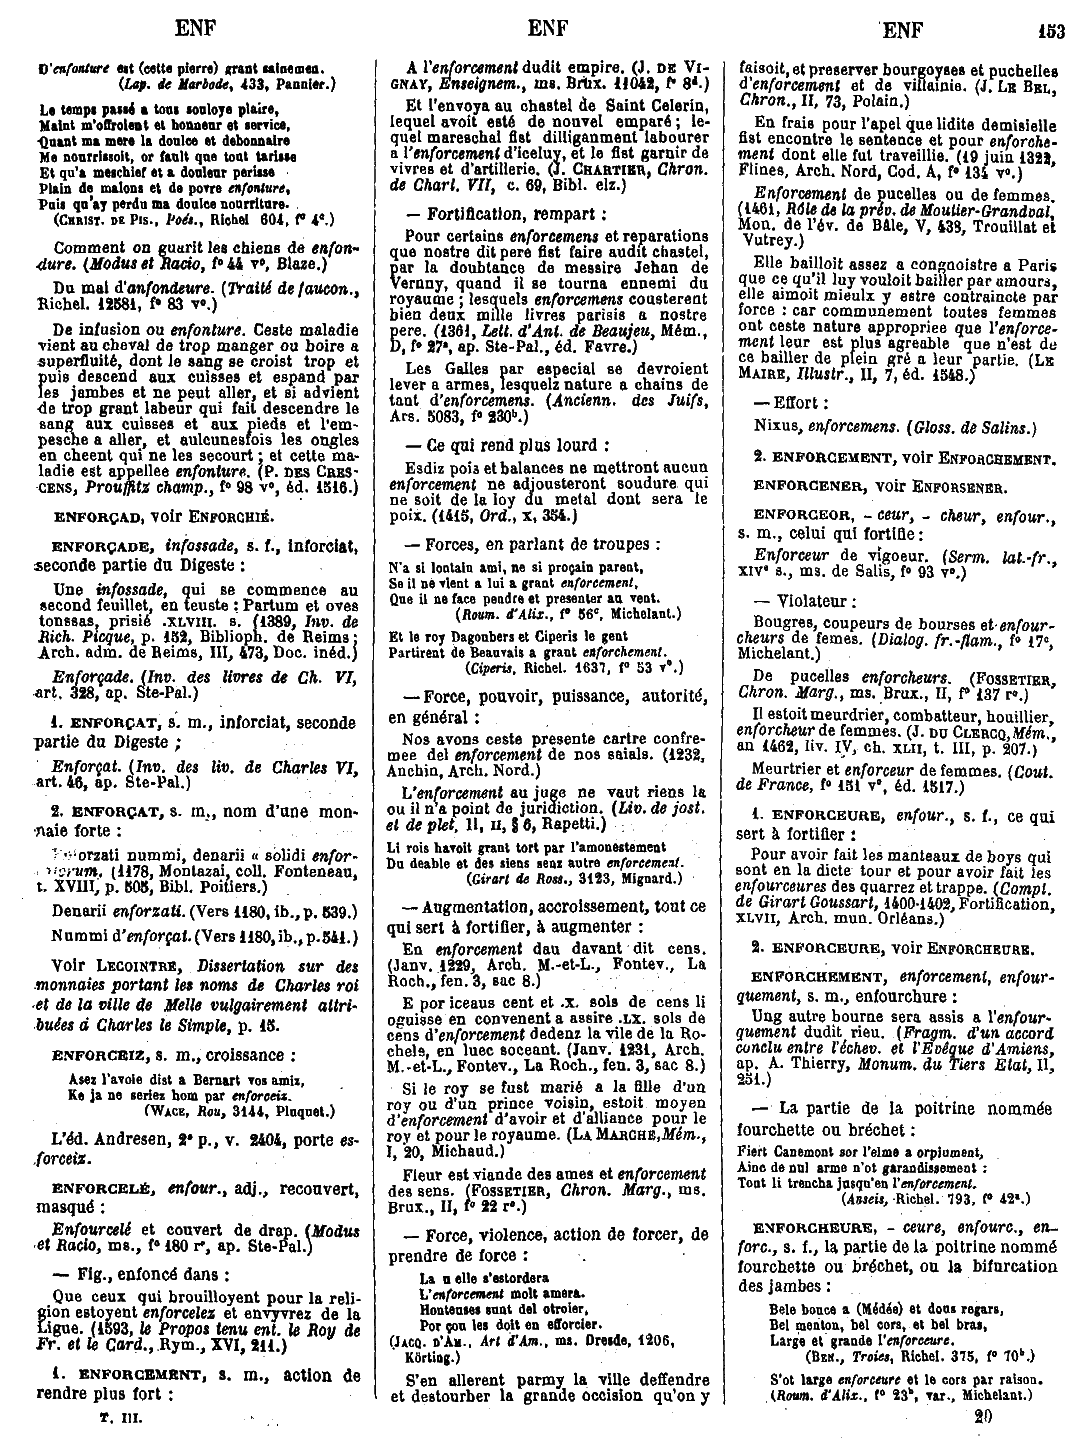 ENF
ENF
ENF
153
D'enfonture est (cette pierre) grant sainemen.
(Lap. de Marbode, 433, Pannier.)
Le temps passé a tous souloye plaire,
Maint m'offroient et honneur et service,
Quant ma mere la doulce et debonnaire
Me nourrissoit, or fault que tout tarisse
Et qu'a meschief et a douleur perisse
Plain de malons et de povre enfonture,
Puis qu'ay perdu ma doulce nourriture.
(CHRIST. DE PIS., Poés., Richel 604, f° 4c.)
Comment on guarit les chiens de enfon-
dure. (Modus et Racio, f° 44 v°, Blaze.)
Du mal d'anfondeure. (Traité de faucon.,
Richel. 12581, f° 83 v°.)
De infusion ou enfonture. Ceste maladie
vient au cheval de trop manger ou boire a
superfluité, dont le sang se croist trop et
puis descend aux cuisses et espand par
les jambes et ne peut aller, et si advient
de trop grant labeur qui fait descendre le
sang aux cuisses et aux pieds et l'em-
pesche a aller, et aulcunesfois les ongles
en cheent qui ne les secourt ; et cette ma-
ladie est appellee enfonture. (P. DES CRES-
CENS, Prouffitz champ., f° 98 v°, éd. 1516.)
ENFORÇAD, voir ENFORCHIÉ.
ENFORÇADE, infossade, s. f., inforciat,
seconde partie du Digeste :
Une infossade, qui se commence au
second feuillet, en teuste : Partum et oves
tonssas, prisié .XLVIII. s. (1389, Inv. de
Rich. Picque, p. 152, Biblioph. de Reims ;
Arch. adm. de Reims, III, 473, Doc. inéd.)
Enforçade. (Inv. des livres de Ch. VI,
art. 328, ap. Ste-Pal.)
1. ENFORÇAT, s. m., inforciat, seconde
partie du Digeste ;
Enforçat. (Inv. des liv. de Charles VI,
art. 46, ap. Ste-Pal.)
2. ENFORÇAT, s. m., nom d'une mon-
naie forte :
nummi, denarii « solidi enfor-
(1178, Montazai, coll. Fonteneau,
t. XVIII, p. 505, Bibl. Poitiers.)
Denarii enforzati. (Vers 1180, ib., p. 539.)
Nummi d'enforçat. (Vers 1180, ib., p. 541.)
Voir LECOINTRE, Dissertation sur des
monnaies portant les noms de Charles roi
et de la ville de Melle vulgairement attri-
buées à Charles le Simple, p. 15.
ENFORCEIZ, s. m., croissance :
Asez l'avoie dist a Bernart vos amiz,
Ke ja ne seriez hom par enforceiz.
(WACE, Rou, 3144, Pluquet.)
L'éd. Andresen, 2e p., v. 2404, porte es-
forceiz.
ENFORCELÉ, enfour., adj., recouvert,
masqué :
Enfourcelé et couvert de drap. (Modus
et Racio, ms., f° 180 r°, ap. Ste-Pal.)
— Fig., enfoncé dans :
Que ceux qui brouilloyent pour la reli-
gion estoyent enforcelez et envyvrez de la
Ligue. (1593, le Propos tenu ent. le Roy de
Fr. et le Card., Rym., XVI, 211.)
1. ENFORCEMENT, s. m., action de
rendre plus fort :
T. III.
A l'enforcement dudit empire. (J. DE VI-
GNAY, Enseignem., ms. Brux. 11042, f° 8d.)
Et l'envoya au chastel de Saint Celerin,
lequel avoit esté de nouvel emparé ; le-
quel mareschal fist dilliganment labourer
a l'enforcement d'iceluy, et le fist garnir de
vivres et d'artillerie. (J. CHARTIER, Chron.
de Charl. VII, c. 69, Bibl. elz.)
— Fortification, rempart :
Pour certains enforcemens et reparations
que nostre dit pere fist faire audit chastel,
par la doubtance de messire Jehan de
Vernny, quand il se tourna ennemi du
royaume ; lesquels enforcemens cousterent
bien deux mille livres parisis a nostre
pere. (1361, Lett. d'Ant. de Beaujeu, Mém.,
D, f° 27a, ap. Ste-Pal., éd. Favre.)
Les Galles par especial se devroient
lever a armes, lesquelz nature a chains de
tant d'enforcemens. (Ancienn. des Juifs,
Ars. 5083, f° 230b.)
— Ce qui rend plus lourd :
Esdiz pois et balances ne mettront aucun
enforcement ne adjousteront soudure qui
ne soit de la loy du metal dont sera le
poix. (1415, Ord., X, 354.)
— Forces, en parlant de troupes :
N'a si lontain ami, ne si proçain parent,
Se il ne vient a lui a grant enforcement,
Que il ne face pendre et presenter au vent.
(Roum. d'Alix., f° 56c, Michelant.)
Et le roy Dagonbers et Ciperis le gent
Partirent de Beauvais a grant enforchement.
(Ciperis, Richel. 1637, f° 53 v°.)
— Force, pouvoir, puissance, autorité,
en général :
Nos avons ceste presente cartre confre-
mee del enforcement de nos saials. (1232,
Anchin, Arch. Nord.)
L'enforcement au juge ne vaut riens la
ou il n'a point de juridiction. (Liv. de jost.
et de plet, II, II, § 6, Rapetti.)
Li rois havoit grant tort par l'amonestement
Du deable et des siens senz autre enforcement.
(Girart de Ross., 3123, Mignard.)
— Augmentation, accroissement, tout ce
qui sert à fortifier, à augmenter :
En enforcement dau davant dit cens.
(Janv. 1229, Arch. M.-et-L., Fontev., La
Roch., fen. 3, sac 8.)
E por iceaus cent et .X. sols de cens li
oguisse en convenent a assire .LX. sols de
cens d'enforcement dedenz la vile de la Ro-
chele, en luec soceant. (Janv. 1231, Arch.
M.-et-L., Fontev., La Roch., fen. 3, sac 8.)
Si le roy se fust marié a la fille d'un
roy ou d'un prince voisin, estoit moyen
d'enforcement d'avoir et d'alliance pour le
roy et pour le royaume. (LA MARCHE, Mém.,
I, 20, Michaud.)
Fleur est viande des ames et enforcement
des sens. (FOSSETIER, Chron. Marg., ms.
Brux., II, f° 22 r°.)
— Force, violence, action de forcer, de
prendre de force :
La u elle s'estordera
L'enforcement molt amera.
Honteuses sunt del otroier,
Por çou les doit en efforcier.
(JACQ. D'AM., Art d'Am., ms. Dresde, 1206,
Körting.)
S'en allerent parmy la ville deffendre
et destourber la grande occision qu'on y
faisoit, et preserver bourgoyses et puchelles
d'enforcement et de villainie. (J. LE BEL,
Chron., II, 73, Polain.)
En frais pour l'apel que lidite demisielle
fist encontre le sentence et pour enforche-
ment dont elle fut traveillie. (19 juin 1322,
Flines, Arch. Nord, Cod. A, f° 134 v°.)
Enforcement de pucelles ou de femmes.
(1461, Rôle de la prév. de Moutier-Grandval,
Mon. de l'év. de Bâle, V, 438, Trouillat et
Vutrey.)
Elle bailloit assez a congnoistre a Paris
que ce qu'il luy vouloit bailler par amours,
elle aimoit mieulx y estre contraincte par
force : car communement toutes femmes
ont ceste nature appropriee que l'enforce-
ment leur est plus agreable que n'est de
ce bailler de plein gré a leur partie. (LE
MAIRE, Illustr., II, 7, éd. 1548.)
— Effort :
Nixus, enforcemens. (Gloss. de Salins.)
2. ENFORCEMENT, voir ENFORCHEMENT.
ENFORCENER, voir ENFORSENER.
ENFORCEOR, - ceur, - cheur, enfour.,
s. m., celui qui fortifie :
Enforceur de vigoeur. (Serm. lat.-fr.,
XIVe s., ms. de Salis, f° 93 v°.)
— Violateur :
Bougres, coupeurs de bourses et enfour-
cheurs de femes. (Dialog. fr.-flam., f° 17c,
Michelant.)
De pucelles enforcheurs. (FOSSETIER,
Chron. Marg., ms. Brux., II, f° 137 r°.)
Il estoit meurdrier, combatteur, houillier,
enforcheur de femmes. (J. DU CLERCQ, Mém.,
an 1462, liv. IV, ch. XLII, t. III, p. 207.)
Meurtrier et enforceur de femmes. (Cout.
de France, f° 151 v°, éd. 1517.)
1. ENFORCEURE, enfour., s. f., ce qui
sert à fortifier :
Pour avoir fait les manteaux de boys qui
sont en la dicte tour et pour avoir fait les
enfourceures des quarrez et trappe. (Compt.
de Girart Goussart, 1400-1402, Fortification,
XLVII, Arch. mun. Orléans.)
2. ENFORCEURE, voir ENFORCHEURE.
ENFORCHEMENT, enforcement, enfour-
quement, s. m., enfourchure :
Ung autre bourne sera assis a l'enfour-
quement dudit rieu. (Fragm. d'un accord
conclu entre l'échev. et l'Evêque d'Amiens,
ap. A. Thierry, Monum. du Tiers Etat, II,
251.)
— La partie de la poitrine nommée
fourchette ou bréchet :
Fiert Canemont sor l'elme a orpiument,
Ainc de nul arme n'ot garandissement :
Tout li trencha jusqu'en l'enforcement.
(Anseis, Richel. 793, f° 42a.)
ENFORCHEURE, - ceure, enfourc., en-
forc., s. f., la partie de la poitrine nommé
fourchette ou bréchet, ou la bifurcation
des jambes :
Bele bouce a (Médée) et dous regars,
Bel menton, bel cors, et bel bras,
Large et grande l'enforceure.
(BEN., Troies, Richel. 375, f° 70b.)
S'ot large enforceure et le cors par raison.
(Roum. d'Alix., f° 23b, var., Michelant.)
20